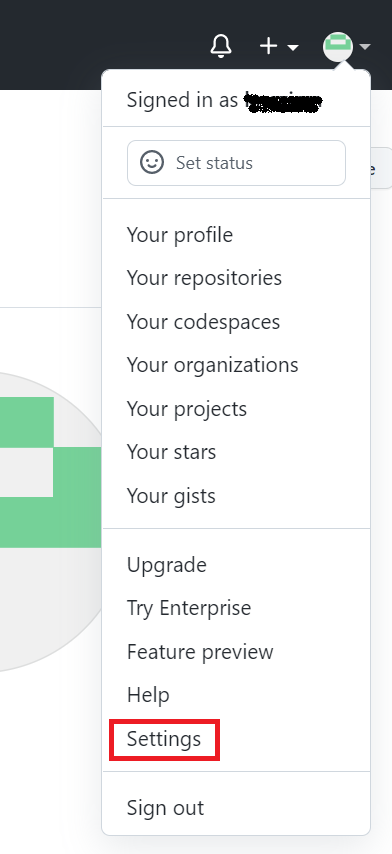 Signed in as
Set status
e
Your profile
Your repositories
Your codespaces
Your organizations
Your projects
Your stars
Your gists
Upgrade
Try Enterprise
Feature preview
Help
Settings
Sign out